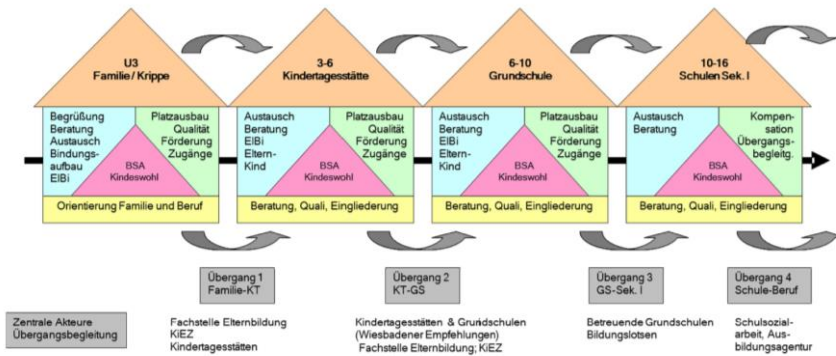 U3
Familie / Krippe
3-6
Kindertagesstätte
6-10
Grundschule
10-16
Schulen Sek. I
Begrüßung
Beratung
Austausch
Bindungs-
aufbau
ElBi
Platzausbau
Qualität
Förderung
Zugänge
BSA
Kindeswohl
Orientierung Familie und Beruf
Austausch
Beratung
ElBi
Eltern-
Kind
Platzausbau
Qualität
Förderung
Zugänge
BSA
Kindeswohl
Beratung, Quali, Eingliederung
Austausch
Beratung
ElBi
Eltern-
Kind
Platzausbau
Qualität
Förderung
Zugänge
BSA
Kindeswohl
Beratung, Quali, Eingliederung
Austausch
Beratung
Kompen-
sation
Übergangs-
begleitg.
BSA
Kindeswohl
Beratung, Quali, Eingliederung
Übergang 1
Familie-KT
Übergang 2
KT-GS
Übergang 3
GS-Sek. I
Übergang 4
Schule-Beruf
Zentrale Akteure
Übergangsbegleitung
Fachstelle Elternbildung
KiEZ
Kindertagesstätten
Kindertagesstätten & Grundschulen
(Wiesbadener Empfehlungen)
Fachstelle Elternbildung; KiEZ
Betreuende Grundschulen
Bildungslotsen
Schulsozial-
arbeit, Aus-
bildungsagentur